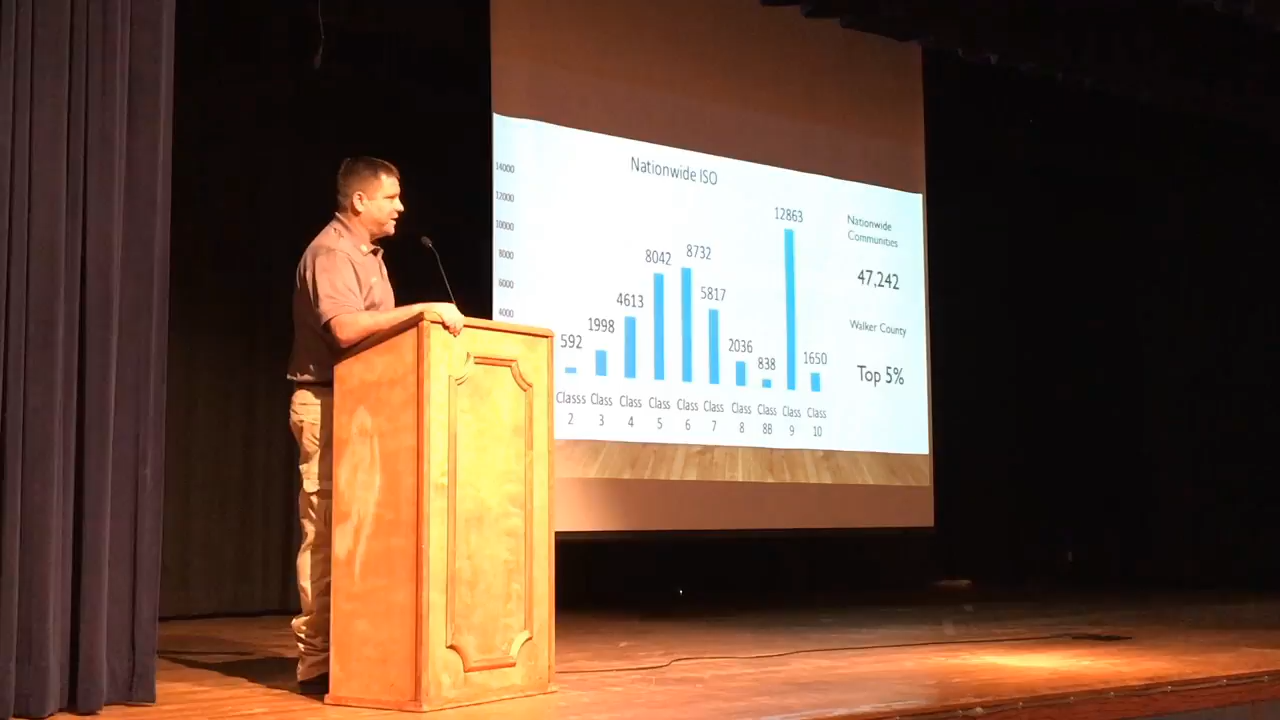 Nationwide ISO
14000
12000
10000
8000
6000
4000
592
1998
4613
8042
8732
5817
2036
838
12863
1650
Classs 2
Class 3
Class 4
Class 5
Class 6
Class 7
Class 8
Class 8B
Class 9
Class 10
Nationwide
Communities
47,242
Walker County
Top 5%